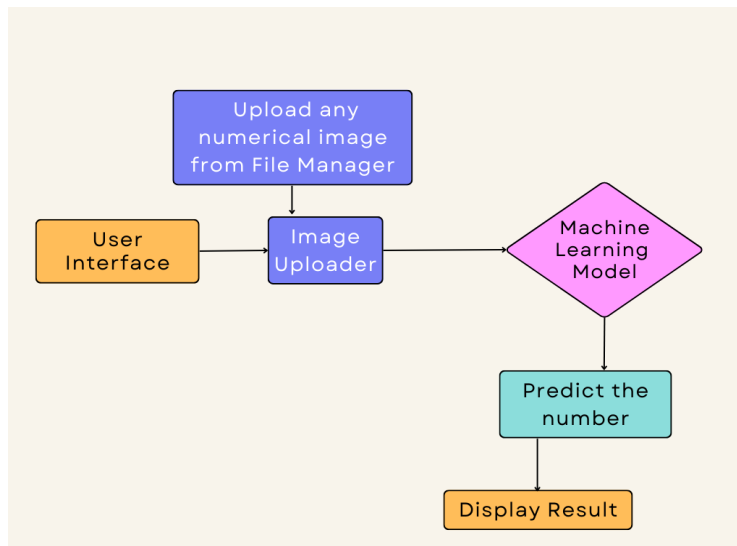 Upload any
numerical image
from File Manager
User
Interface
Image
Uploader
Machine
Learning
Model
Predict the
number
Display Result